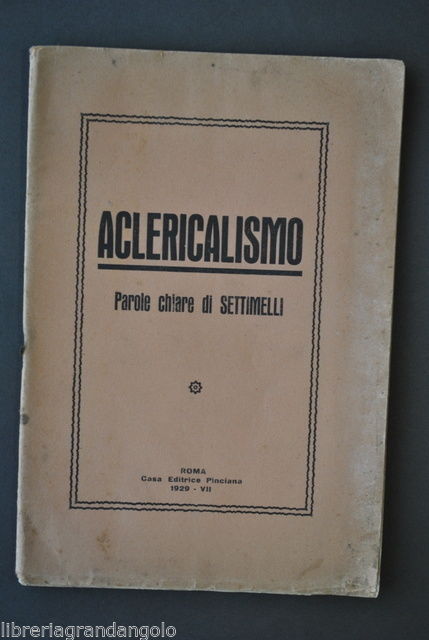 ACLERICALISMO
Parole chiare di SETTIMELLI
ROMA
Casa Editrice Pinciana
1929 - VII
libreriagrandangolo